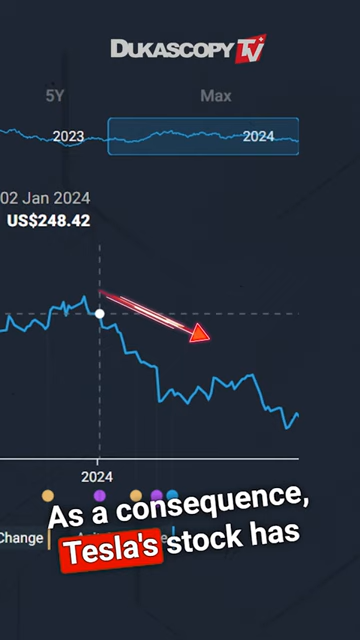 DUKASCOPY TV
5Y Max
2023 2024
02 Jan 2024
US$248.42
2024
As a consequence,
Change
Tesla's stock has